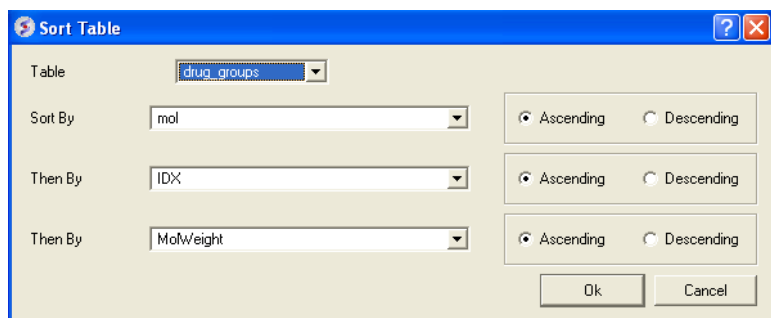 Sort Table
Table drug_groups
Sort By mol Ascending Descending
Then By IDX Ascending Descending
Then By MolWeight Ascending Descending
Ok Cancel